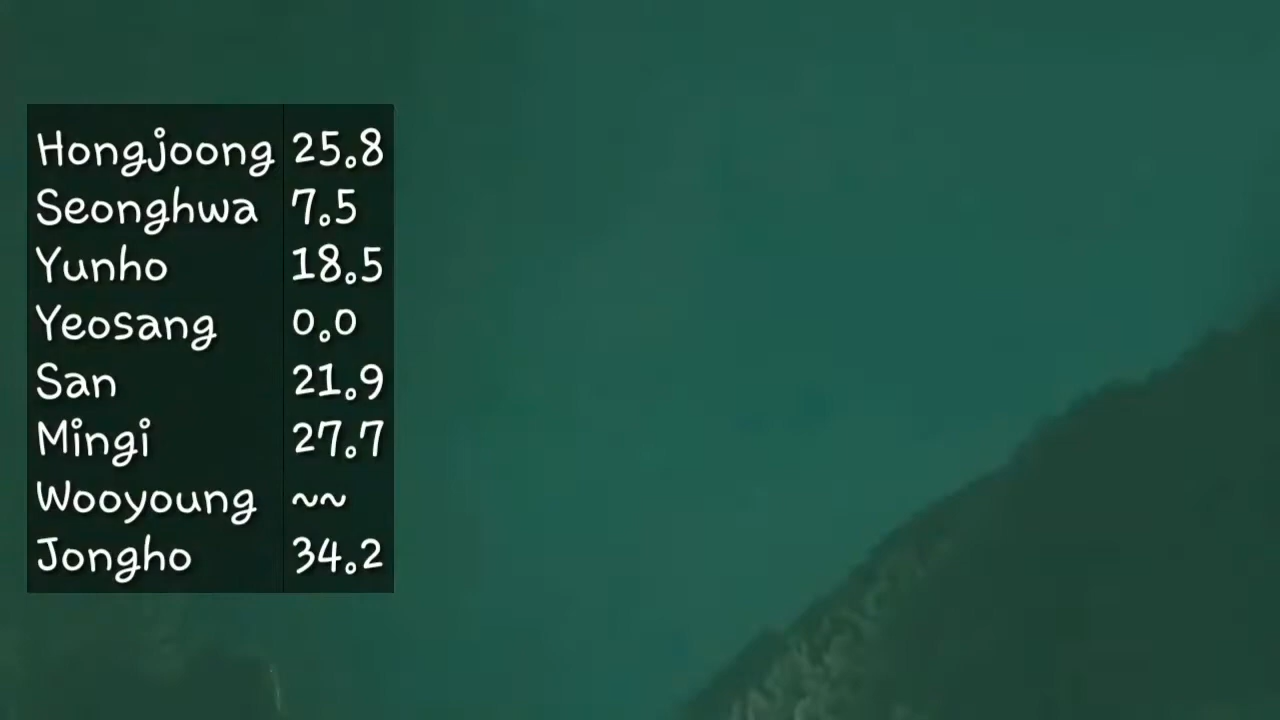 Hongjoong 25.8
Seonghwa 7.5
Yunho 18.5
Yeosang 0.0
San 21.9
Mingi 27.7
Wooyoung ~~
Jongho 34.2